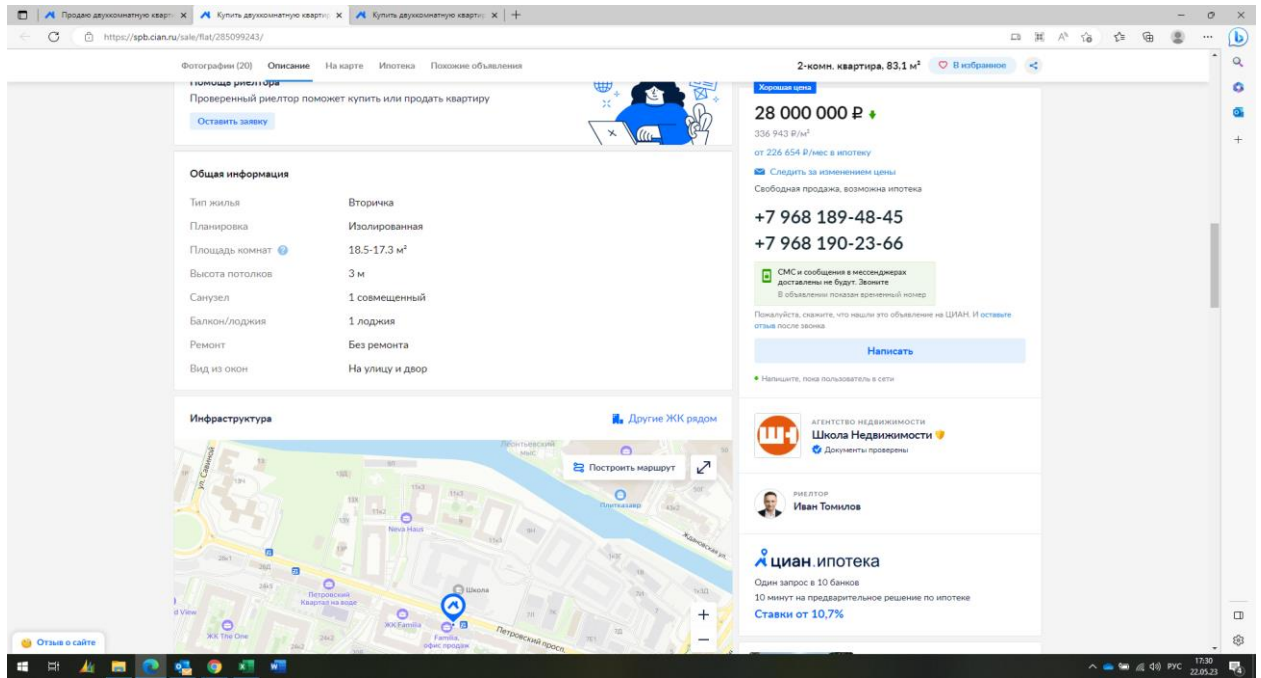 Продаю двухкомнатную кварт
Купить двухкомнатную кварти
Купить двухкомнатную кварти
https://spb.cian.ru/sale/flat/285099243/
Фотографии (20) Описание На карте Ипотека Похожие объявления
2-комн. квартира, 83,1 м² В избранное
Помощь риелтора
Проверенный риелтор поможет купить или продать квартиру
Оставить заявку
Общая информация
Тип жилья Вторичка
Планировка Изолированная
Площадь комнат 18.5-17.3 м²
Высота потолков 3 м
Санузел 1 совмещенный
Балкон/лоджия 1 лоджия
Ремонт Без ремонта
Вид из окон На улицу и двор
Инфраструктура Другие ЖК рядом
Построить маршрут
Леонтьевский
мыс
ул. Савиной
Плитказавр
Neva Haus
Ждановская ул.
Школа
Петровский
Квартал на воде
ЖК Familia
ЖК The One
Familia,
офис продаж
Петровский просп.
Хорошая цена
28 000 000 ₽
336 943 ₽/м²
от 226 654 ₽/мес в ипотеку
Следить за изменением цены
Свободная продажа, возможна ипотека
+7 968 189-48-45
+7 968 190-23-66
СМС и сообщения в мессенджерах
доставлены не будут. Звоните
В объявлении показан временный номер
Пожалуйста, скажите, что нашли это объявление на ЦИАН. И оставьте
отзыв после звонка
Написать
Напишите, пока пользователь в сети
АГЕНТСТВО НЕДВИЖИМОСТИ
Школа Недвижимости
Документы проверены
РИЕЛТОР
Иван Томилов
циан.ипотека
Один запрос в 10 банков
10 минут на предварительное решение по ипотеке
Ставки от 10,7%
Отзыв о сайте
РУС
17:30
22.05.23